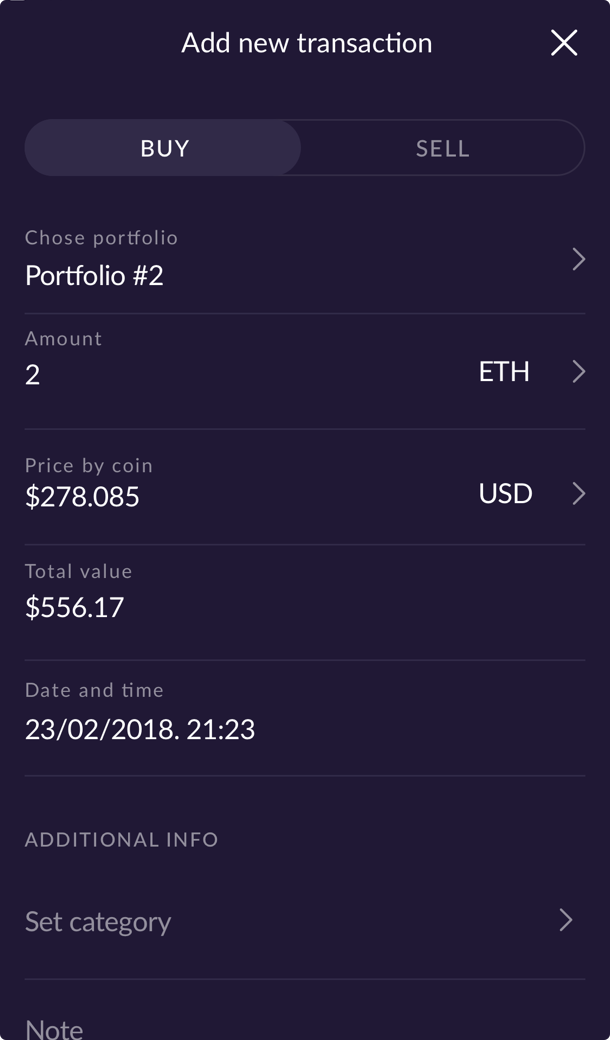 Add new transaction
BUY SELL
Chose portfolio
Portfolio #2
Amount
2 ETH
Price by coin
$278.085 USD
Total value
$556.17
Date and time
23/02/2018. 21:23
ADDITIONAL INFO
Set category
Note